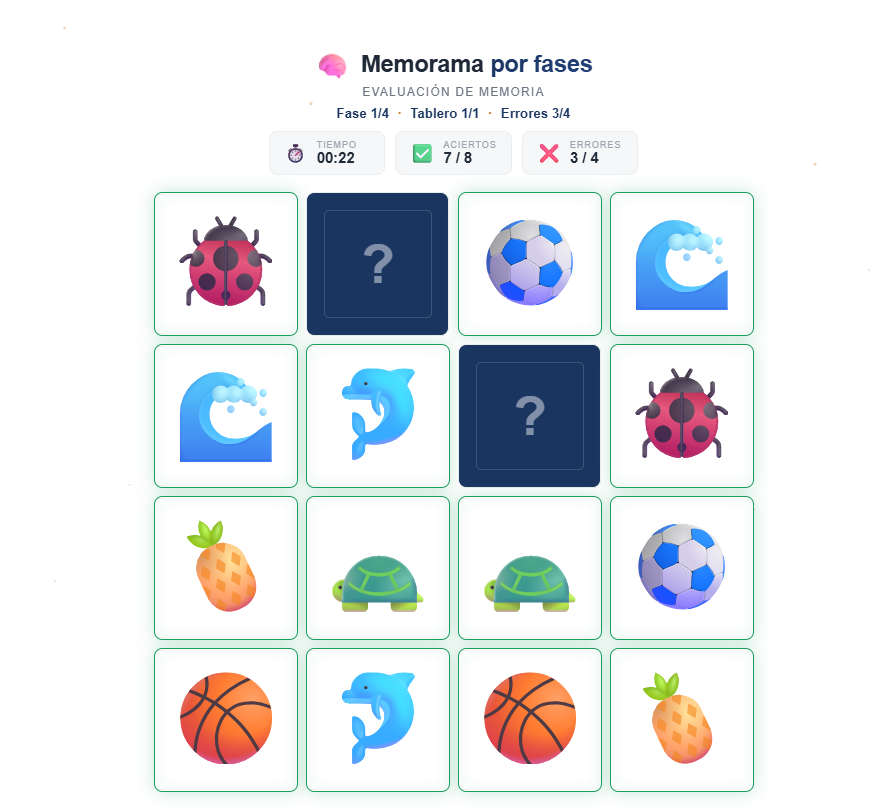 Memorama por fases
EVALUACIÓN DE MEMORIA
Fase 1/4 · Tablero 1/1 · Errores 3/4
TIEMPO
00:22
ACIERTOS
7 / 8
ERRORES
3 / 4
?
?